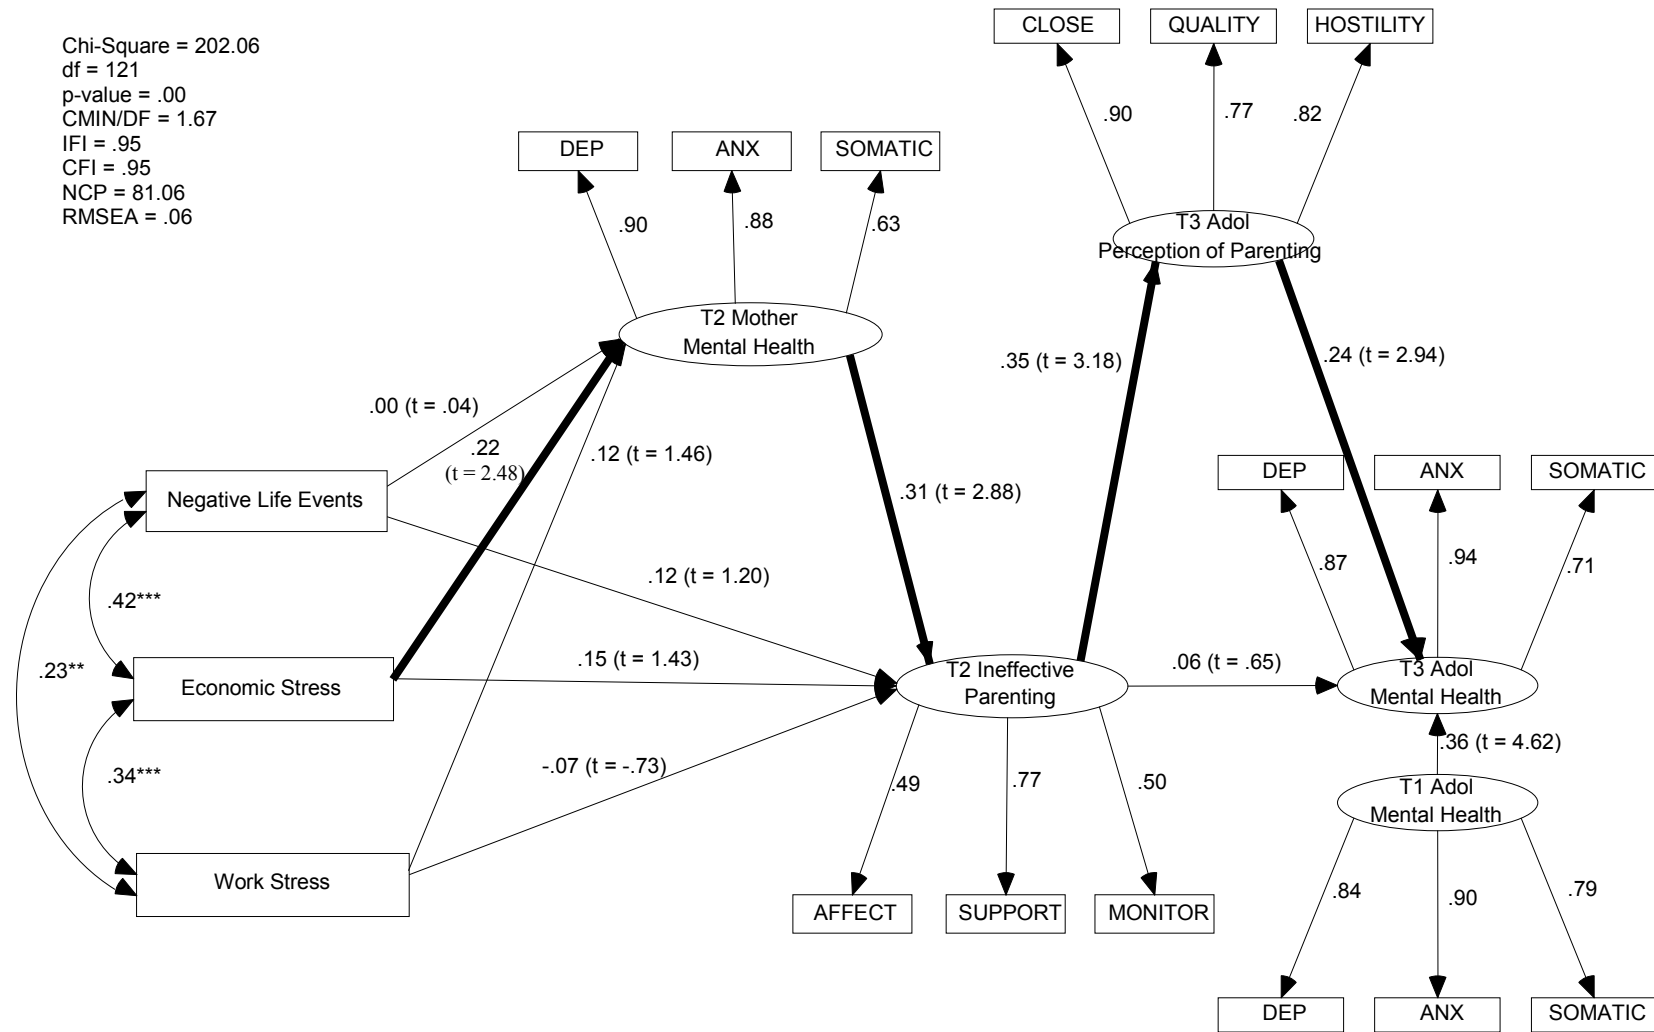 Chi-Square = 202.06
df = 121
p-value = .00
CMIN/DF = 1.67
IFI = .95
CFI = .95
NCP = 81.06
RMSEA = .06
CLOSE
QUALITY
HOSTILITY
.90
.77
.82
T3 Adol
Perception of Parenting
DEP
ANX
SOMATIC
.90
.88
.63
T2 Mother
Mental Health
.35 (t = 3.18)
.24 (t = 2.94)
.00 (t = .04)
.22
(t = 2.48)
.12 (t = 1.46)
.31 (t = 2.88)
Negative Life Events
.42***
.23**
Economic Stress
.34***
Work Stress
.12 (t = 1.20)
.15 (t = 1.43)
-.07 (t = -.73)
T2 Ineffective
Parenting
.06 (t = .65)
.49
.77
.50
AFFECT
SUPPORT
MONITOR
DEP
ANX
SOMATIC
.87
.94
.71
T3 Adol
Mental Health
.36 (t = 4.62)
T1 Adol
Mental Health
.84
.90
.79
DEP
ANX
SOMATIC